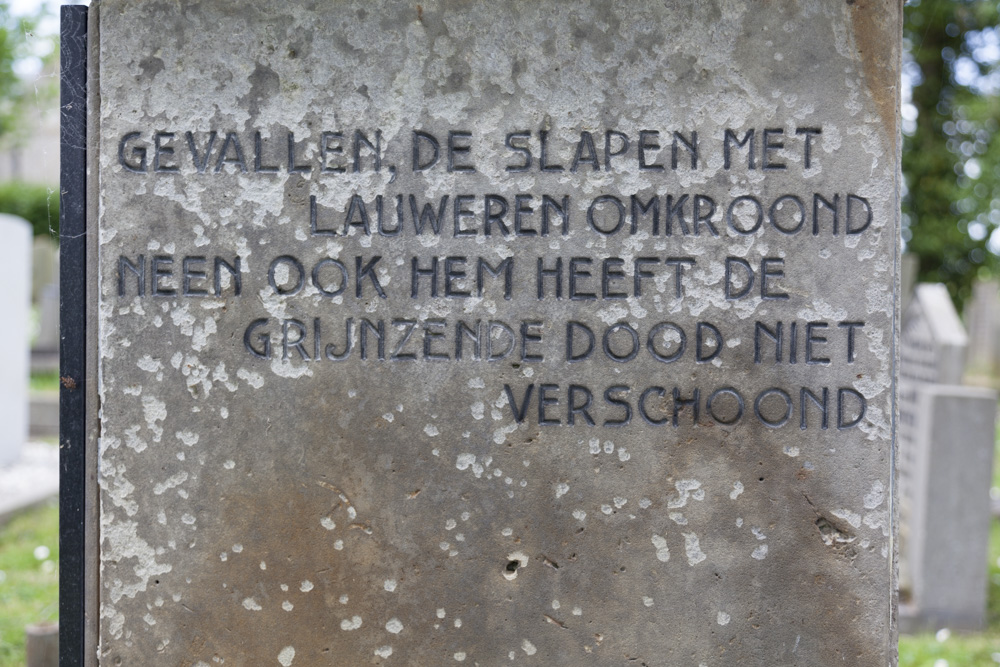 GEVALLEN, DE SLAPEN MET
LAUWEREN OMKROOND
NEEN OOK HEM HEEFT DE
GRIJNZENDE DOOD NIET
VERSCHOOND